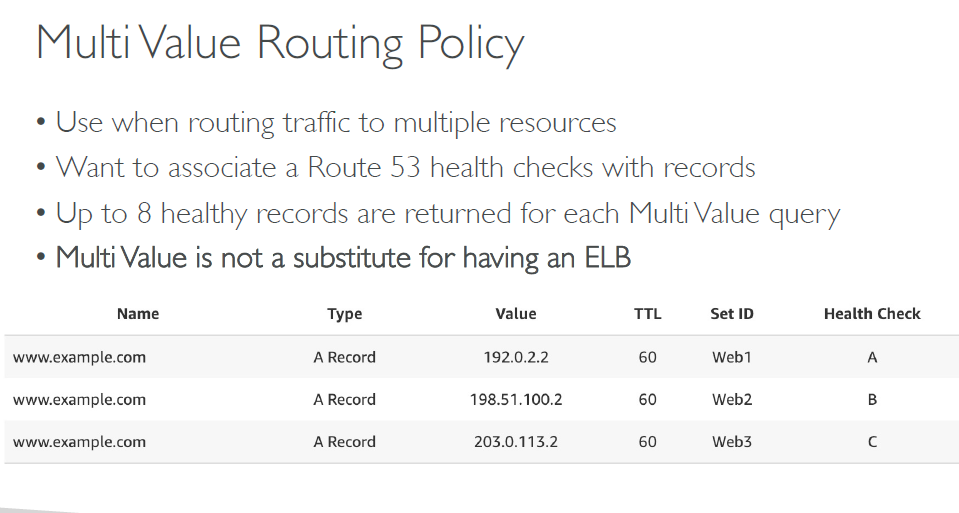 Multi Value Routing Policy
• Use when routing traffic to multiple resources
• Want to associate a Route 53 health checks with records
• Up to 8 healthy records are returned for each Multi Value query
• Multi Value is not a substitute for having an ELB
Name Type Value TTL Set ID Health Check
www.example.com A Record 192.0.2.2 60 Web1 A
www.example.com A Record 198.51.100.2 60 Web2 B
www.example.com A Record 203.0.113.2 60 Web3 C